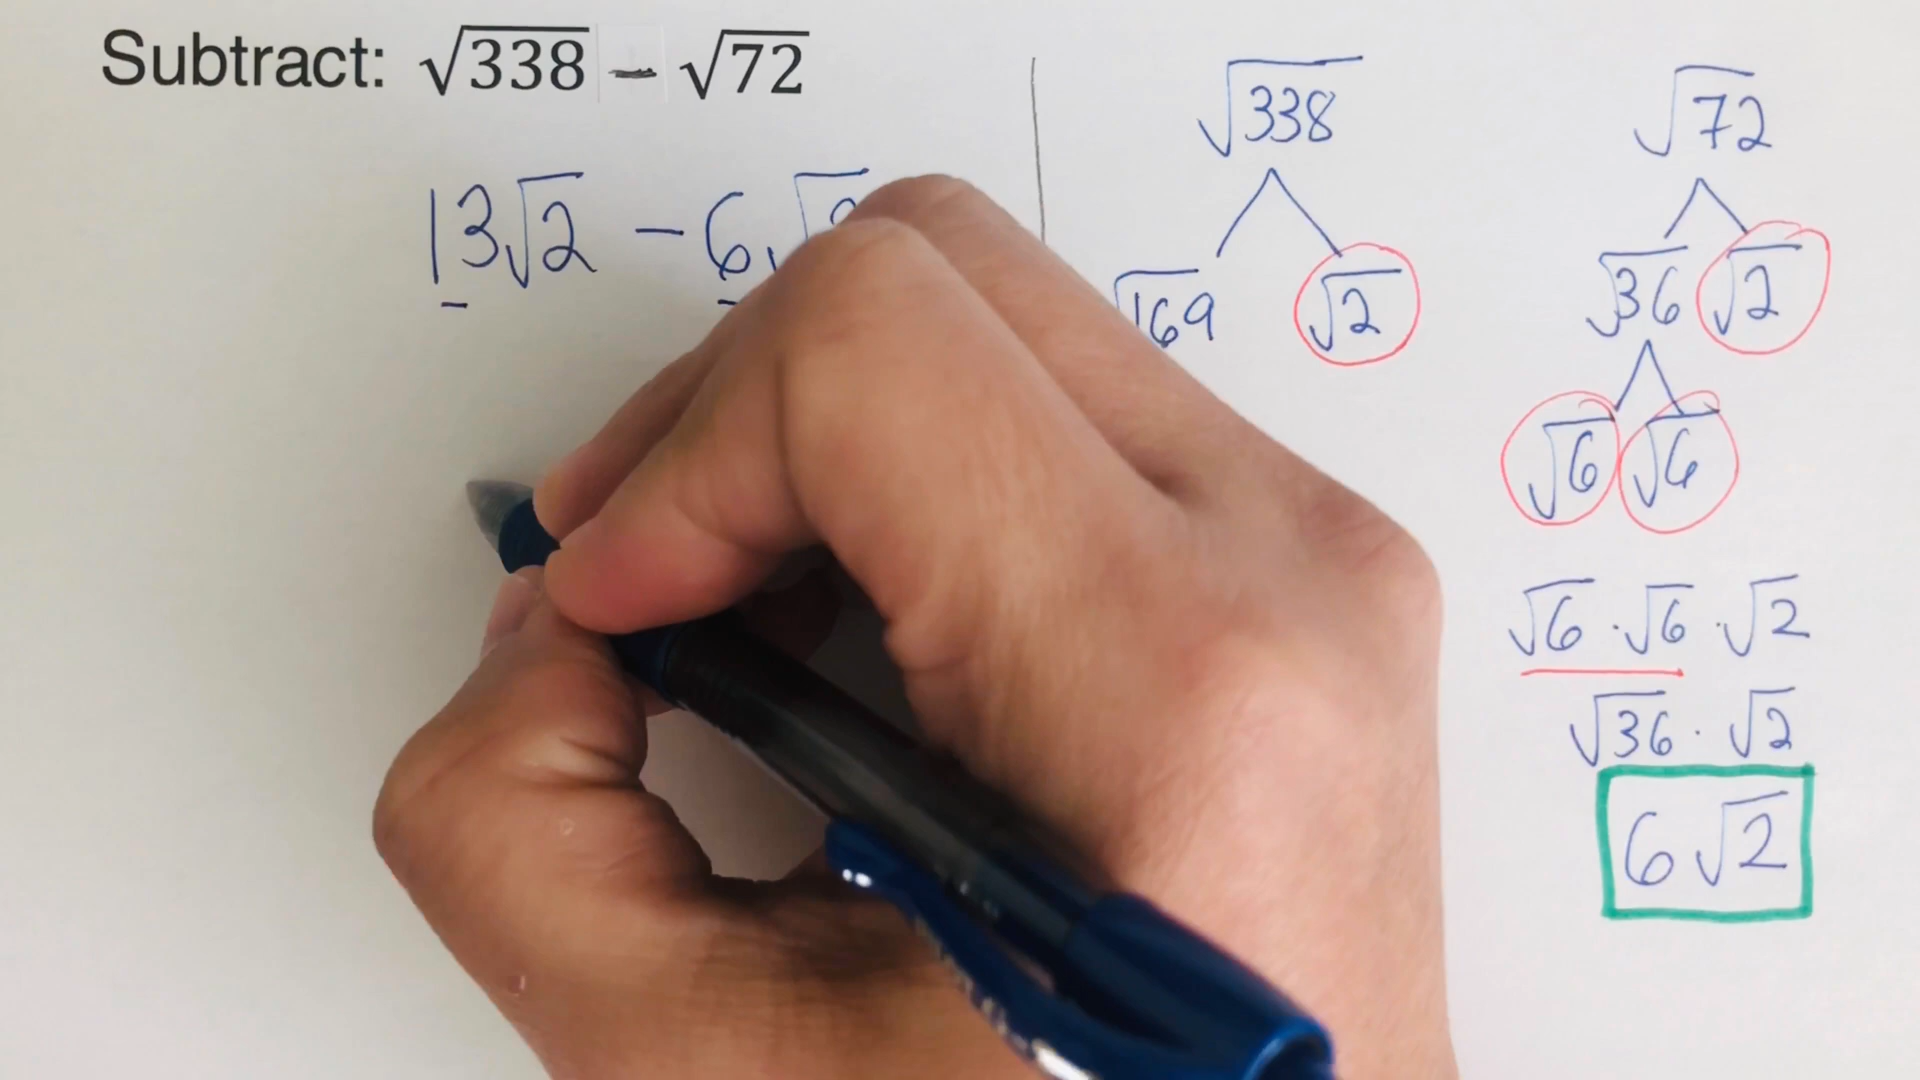 Subtract: √338 - √72
13√2 - 6√2
√338
√169 √2
√72
√36 √2
√6 √6
√6 · √6 · √2
√36 · √2
6√2